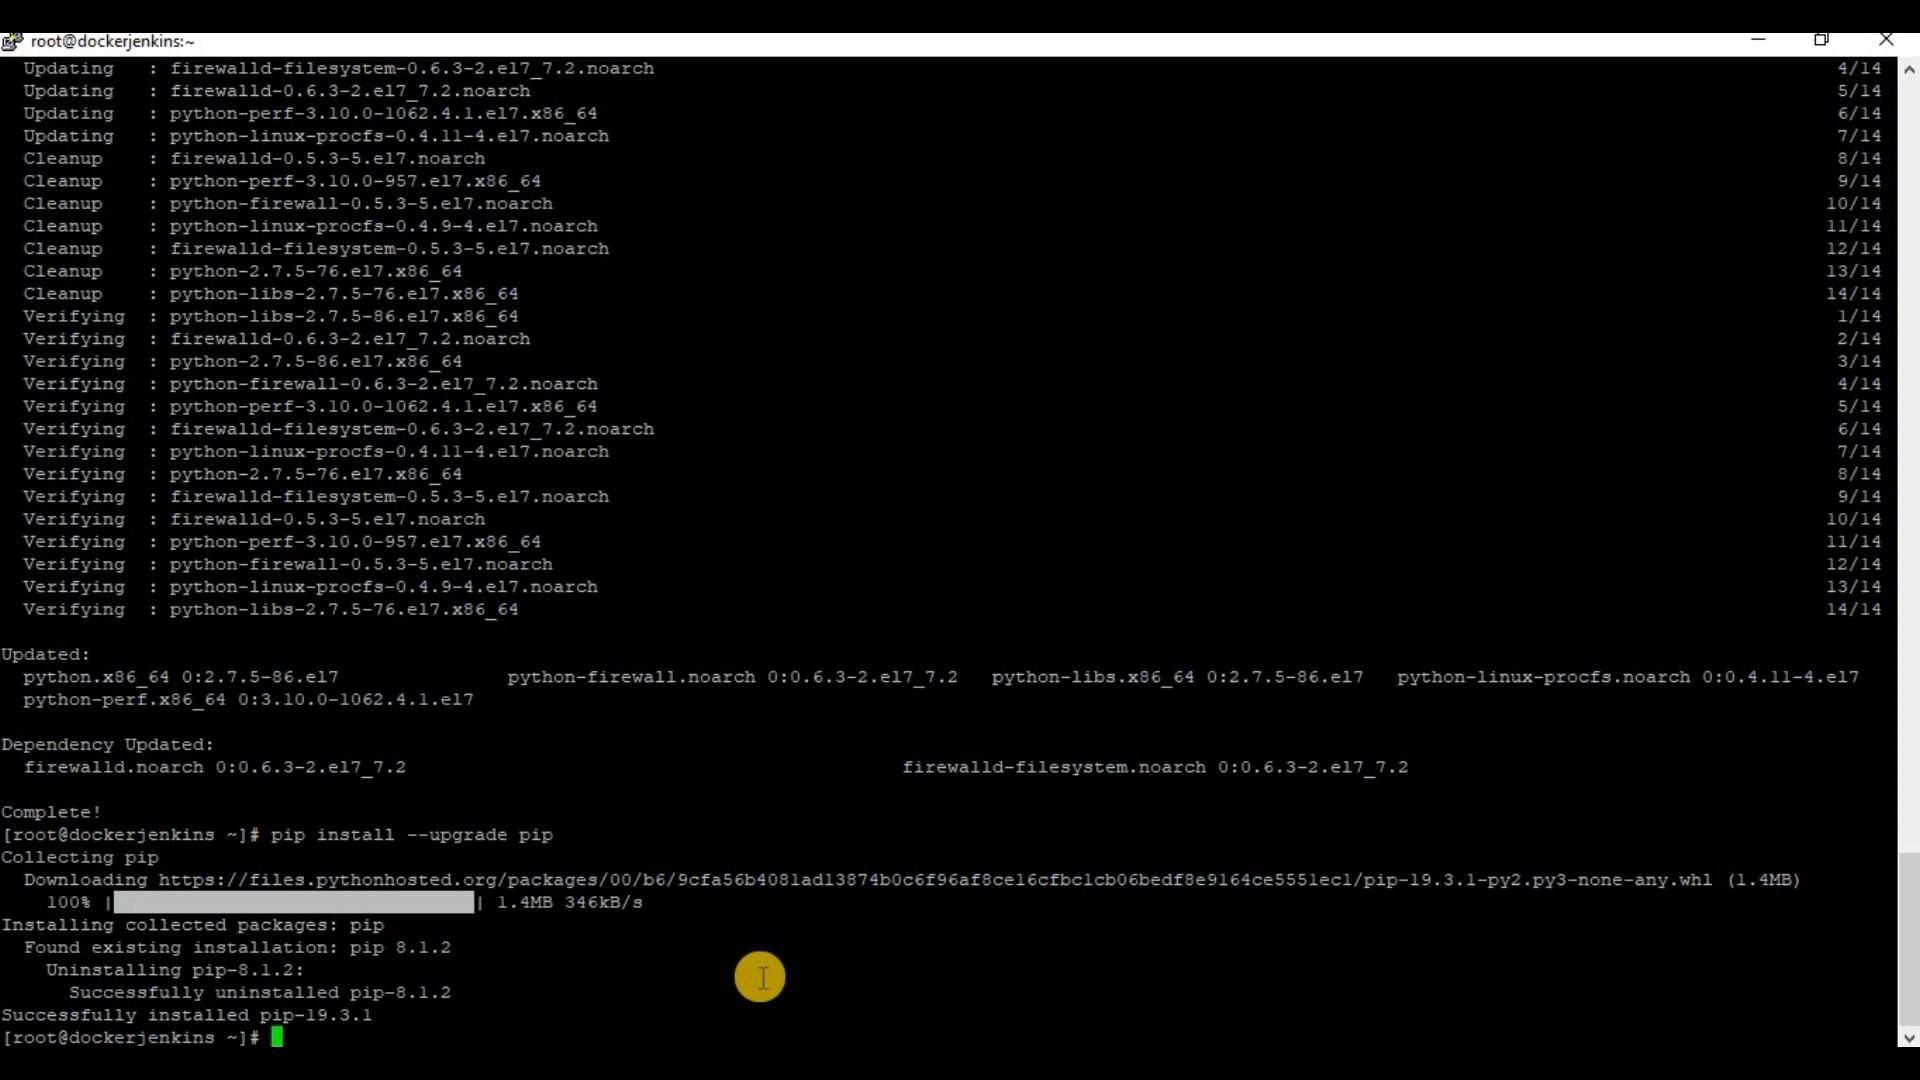 root@dockerjenkins:~
Updating : firewalld-filesystem-0.6.3-2.el7_7.2.noarch 4/14
Updating : firewalld-0.6.3-2.el7_7.2.noarch 5/14
Updating : python-perf-3.10.0-1062.4.1.el7.x86_64 6/14
Updating : python-linux-procfs-0.4.11-4.el7.noarch 7/14
Cleanup : firewalld-0.5.3-5.el7.noarch 8/14
Cleanup : python-perf-3.10.0-957.el7.x86_64 9/14
Cleanup : python-firewall-0.5.3-5.el7.noarch 10/14
Cleanup : python-linux-procfs-0.4.9-4.el7.noarch 11/14
Cleanup : firewalld-filesystem-0.5.3-5.el7.noarch 12/14
Cleanup : python-2.7.5-76.el7.x86_64 13/14
Cleanup : python-libs-2.7.5-76.el7.x86_64 14/14
Verifying : python-libs-2.7.5-86.el7.x86_64 1/14
Verifying : firewalld-0.6.3-2.el7_7.2.noarch 2/14
Verifying : python-2.7.5-86.el7.x86_64 3/14
Verifying : python-firewall-0.6.3-2.el7_7.2.noarch 4/14
Verifying : python-perf-3.10.0-1062.4.1.el7.x86_64 5/14
Verifying : firewalld-filesystem-0.6.3-2.el7_7.2.noarch 6/14
Verifying : python-linux-procfs-0.4.11-4.el7.noarch 7/14
Verifying : python-2.7.5-76.el7.x86_64 8/14
Verifying : firewalld-filesystem-0.5.3-5.el7.noarch 9/14
Verifying : firewalld-0.5.3-5.el7.noarch 10/14
Verifying : python-perf-3.10.0-957.el7.x86_64 11/14
Verifying : python-firewall-0.5.3-5.el7.noarch 12/14
Verifying : python-linux-procfs-0.4.9-4.el7.noarch 13/14
Verifying : python-libs-2.7.5-76.el7.x86_64 14/14
Updated:
python.x86_64 0:2.7.5-86.el7 python-firewall.noarch 0:0.6.3-2.el7_7.2 python-libs.x86_64 0:2.7.5-86.el7 python-linux-procfs.noarch 0:0.4.11-4.el7
python-perf.x86_64 0:3.10.0-1062.4.1.el7
Dependency Updated:
firewalld.noarch 0:0.6.3-2.el7_7.2 firewalld-filesystem.noarch 0:0.6.3-2.el7_7.2
Complete!
[root@dockerjenkins ~]# pip install --upgrade pip
Collecting pip
Downloading https://files.pythonhosted.org/packages/00/b6/9cfa56b4081ad13874b0c6f96af8ce16cfbc1cb06bedf8e9164ce5551ec1/pip-19.3.1-py2.py3-none-any.whl (1.4MB)
100% | | 1.4MB 346kB/s
Installing collected packages: pip
Found existing installation: pip 8.1.2
Uninstalling pip-8.1.2:
Successfully uninstalled pip-8.1.2
Successfully installed pip-19.3.1
[root@dockerjenkins ~]#